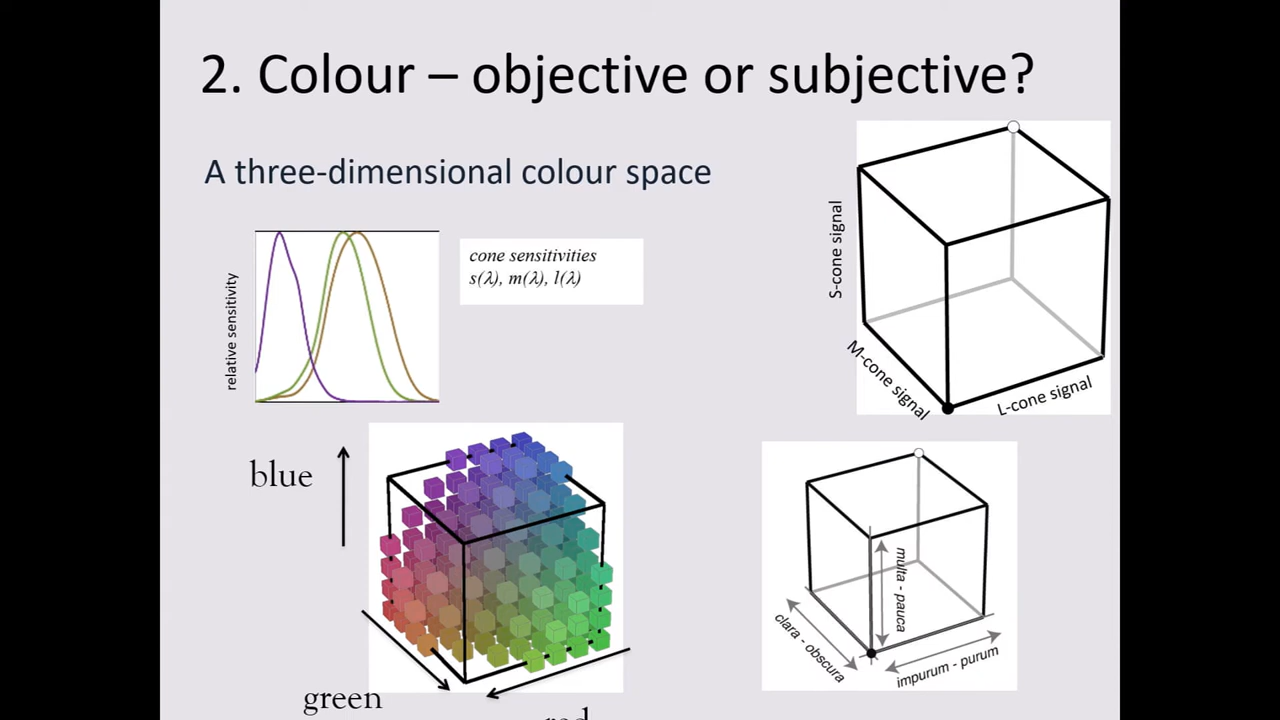 2. Colour – objective or subjective?
A three-dimensional colour space
relative sensitivity
cone sensitivities
s(λ), m(λ), l(λ)
S-cone signal
M-cone signal
L-cone signal
blue
green
red
multa - pauca
clara - obscura
impurum - purum